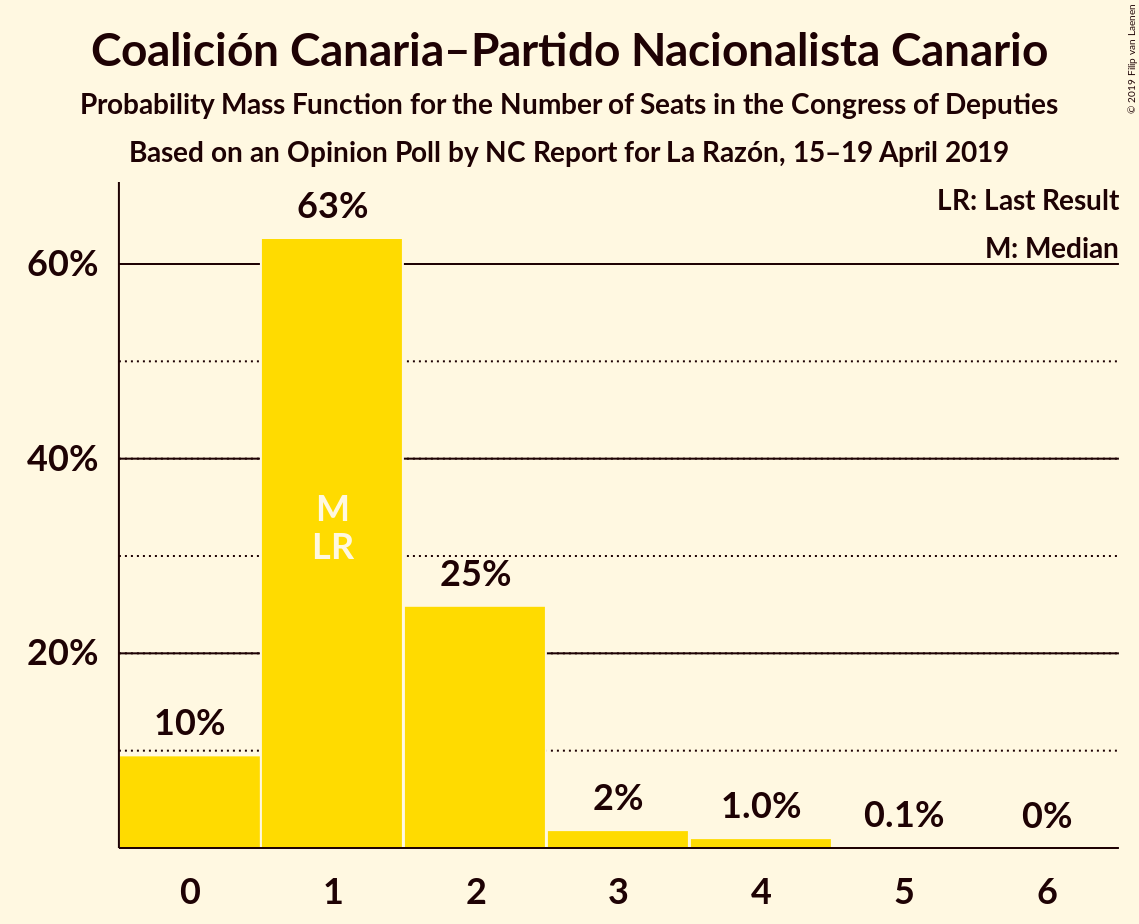 Coalición Canaria–Partido Nacionalista Canario
Probability Mass Function for the Number of Seats in the Congress of Deputies
Based on an Opinion Poll by NC Report for La Razón, 15–19 April 2019
© 2019 Filip van Laenen
LR: Last Result
M: Median
60%
40%
20%
10%
63%
M
LR
25%
2%
1.0%
0.1%
0%
0 1 2 3 4 5 6